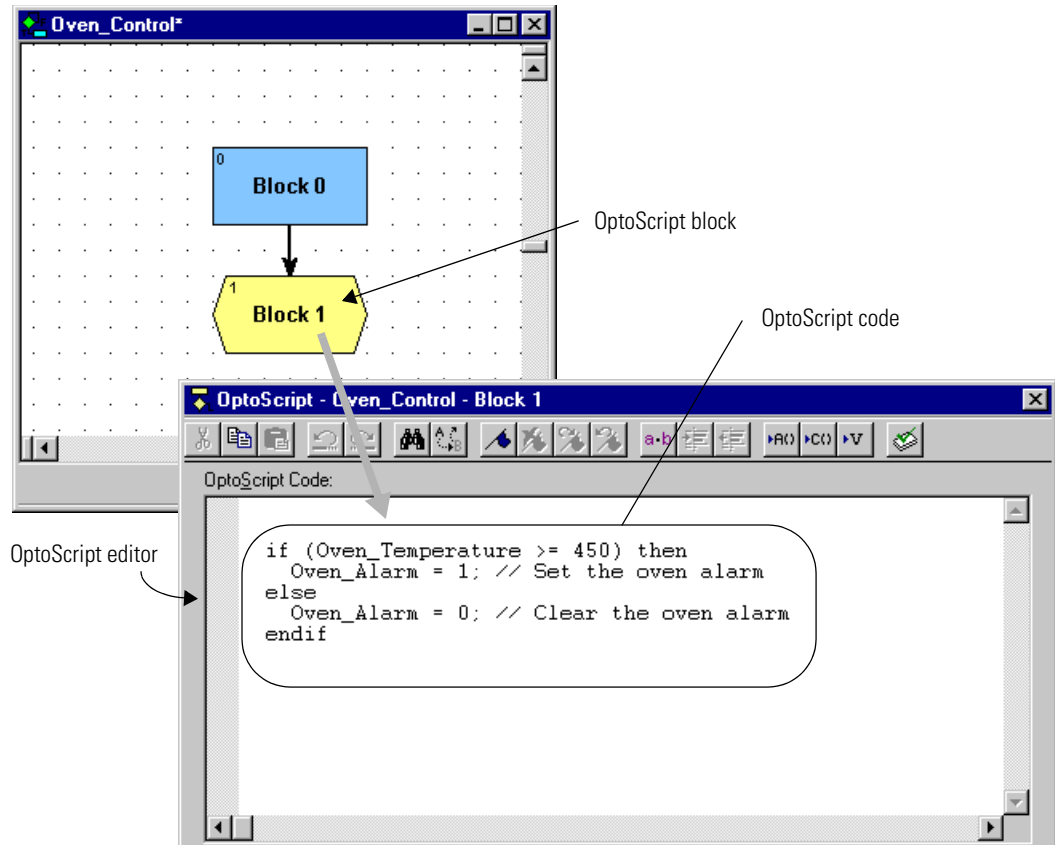 Oven_Control*
0
Block 0
OptoScript block
1
Block 1
OptoScript code
OptoScript - Oven_Control - Block 1
a·b
A()
C()
V
OptoScript Code:
OptoScript editor
if (Oven_Temperature >= 450) then
Oven_Alarm = 1; // Set the oven alarm
else
Oven_Alarm = 0; // Clear the oven alarm
endif